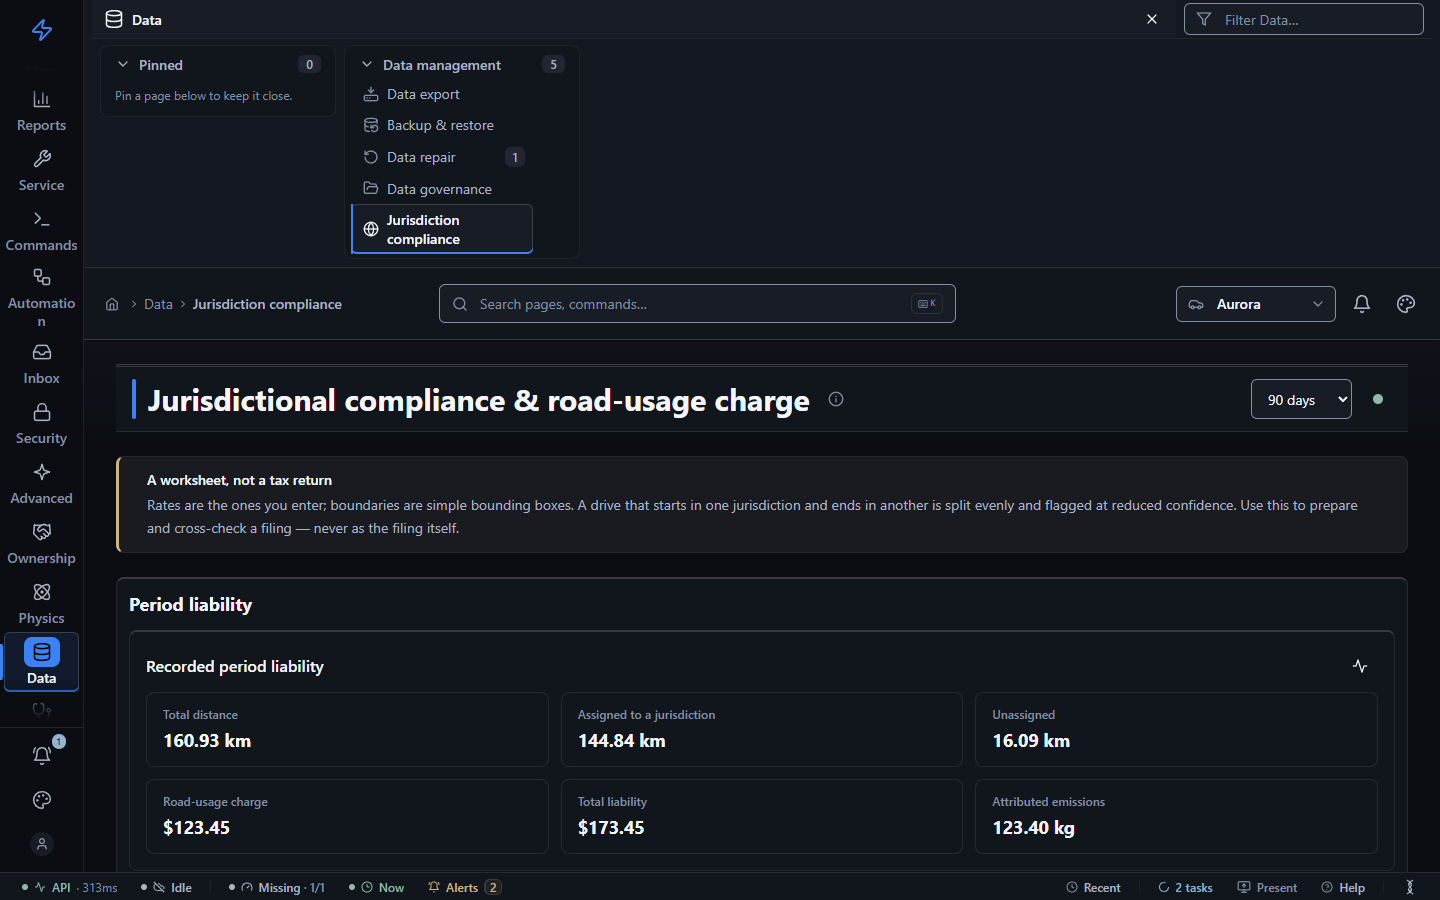 Data
Filter Data...
Pinned
0
Pin a page below to keep it close.
Data management
5
Data export
Backup & restore
Data repair
1
Data governance
Jurisdiction
compliance
Reports
Service
Commands
Automatio
n
Inbox
Security
Advanced
Ownership
Physics
Data
1
Data
Jurisdiction compliance
Search pages, commands...
K
Aurora
Jurisdictional compliance & road-usage charge
90 days
A worksheet, not a tax return
Rates are the ones you enter; boundaries are simple bounding boxes. A drive that starts in one jurisdiction and ends in another is split evenly and flagged at reduced confidence. Use this to prepare
and cross-check a filing — never as the filing itself.
Period liability
Recorded period liability
Total distance
160.93 km
Assigned to a jurisdiction
144.84 km
Unassigned
16.09 km
Road-usage charge
$123.45
Total liability
$173.45
Attributed emissions
123.40 kg
API · 313ms
Idle
Missing · 1/1
Now
Alerts 2
Recent
2 tasks
Present
Help